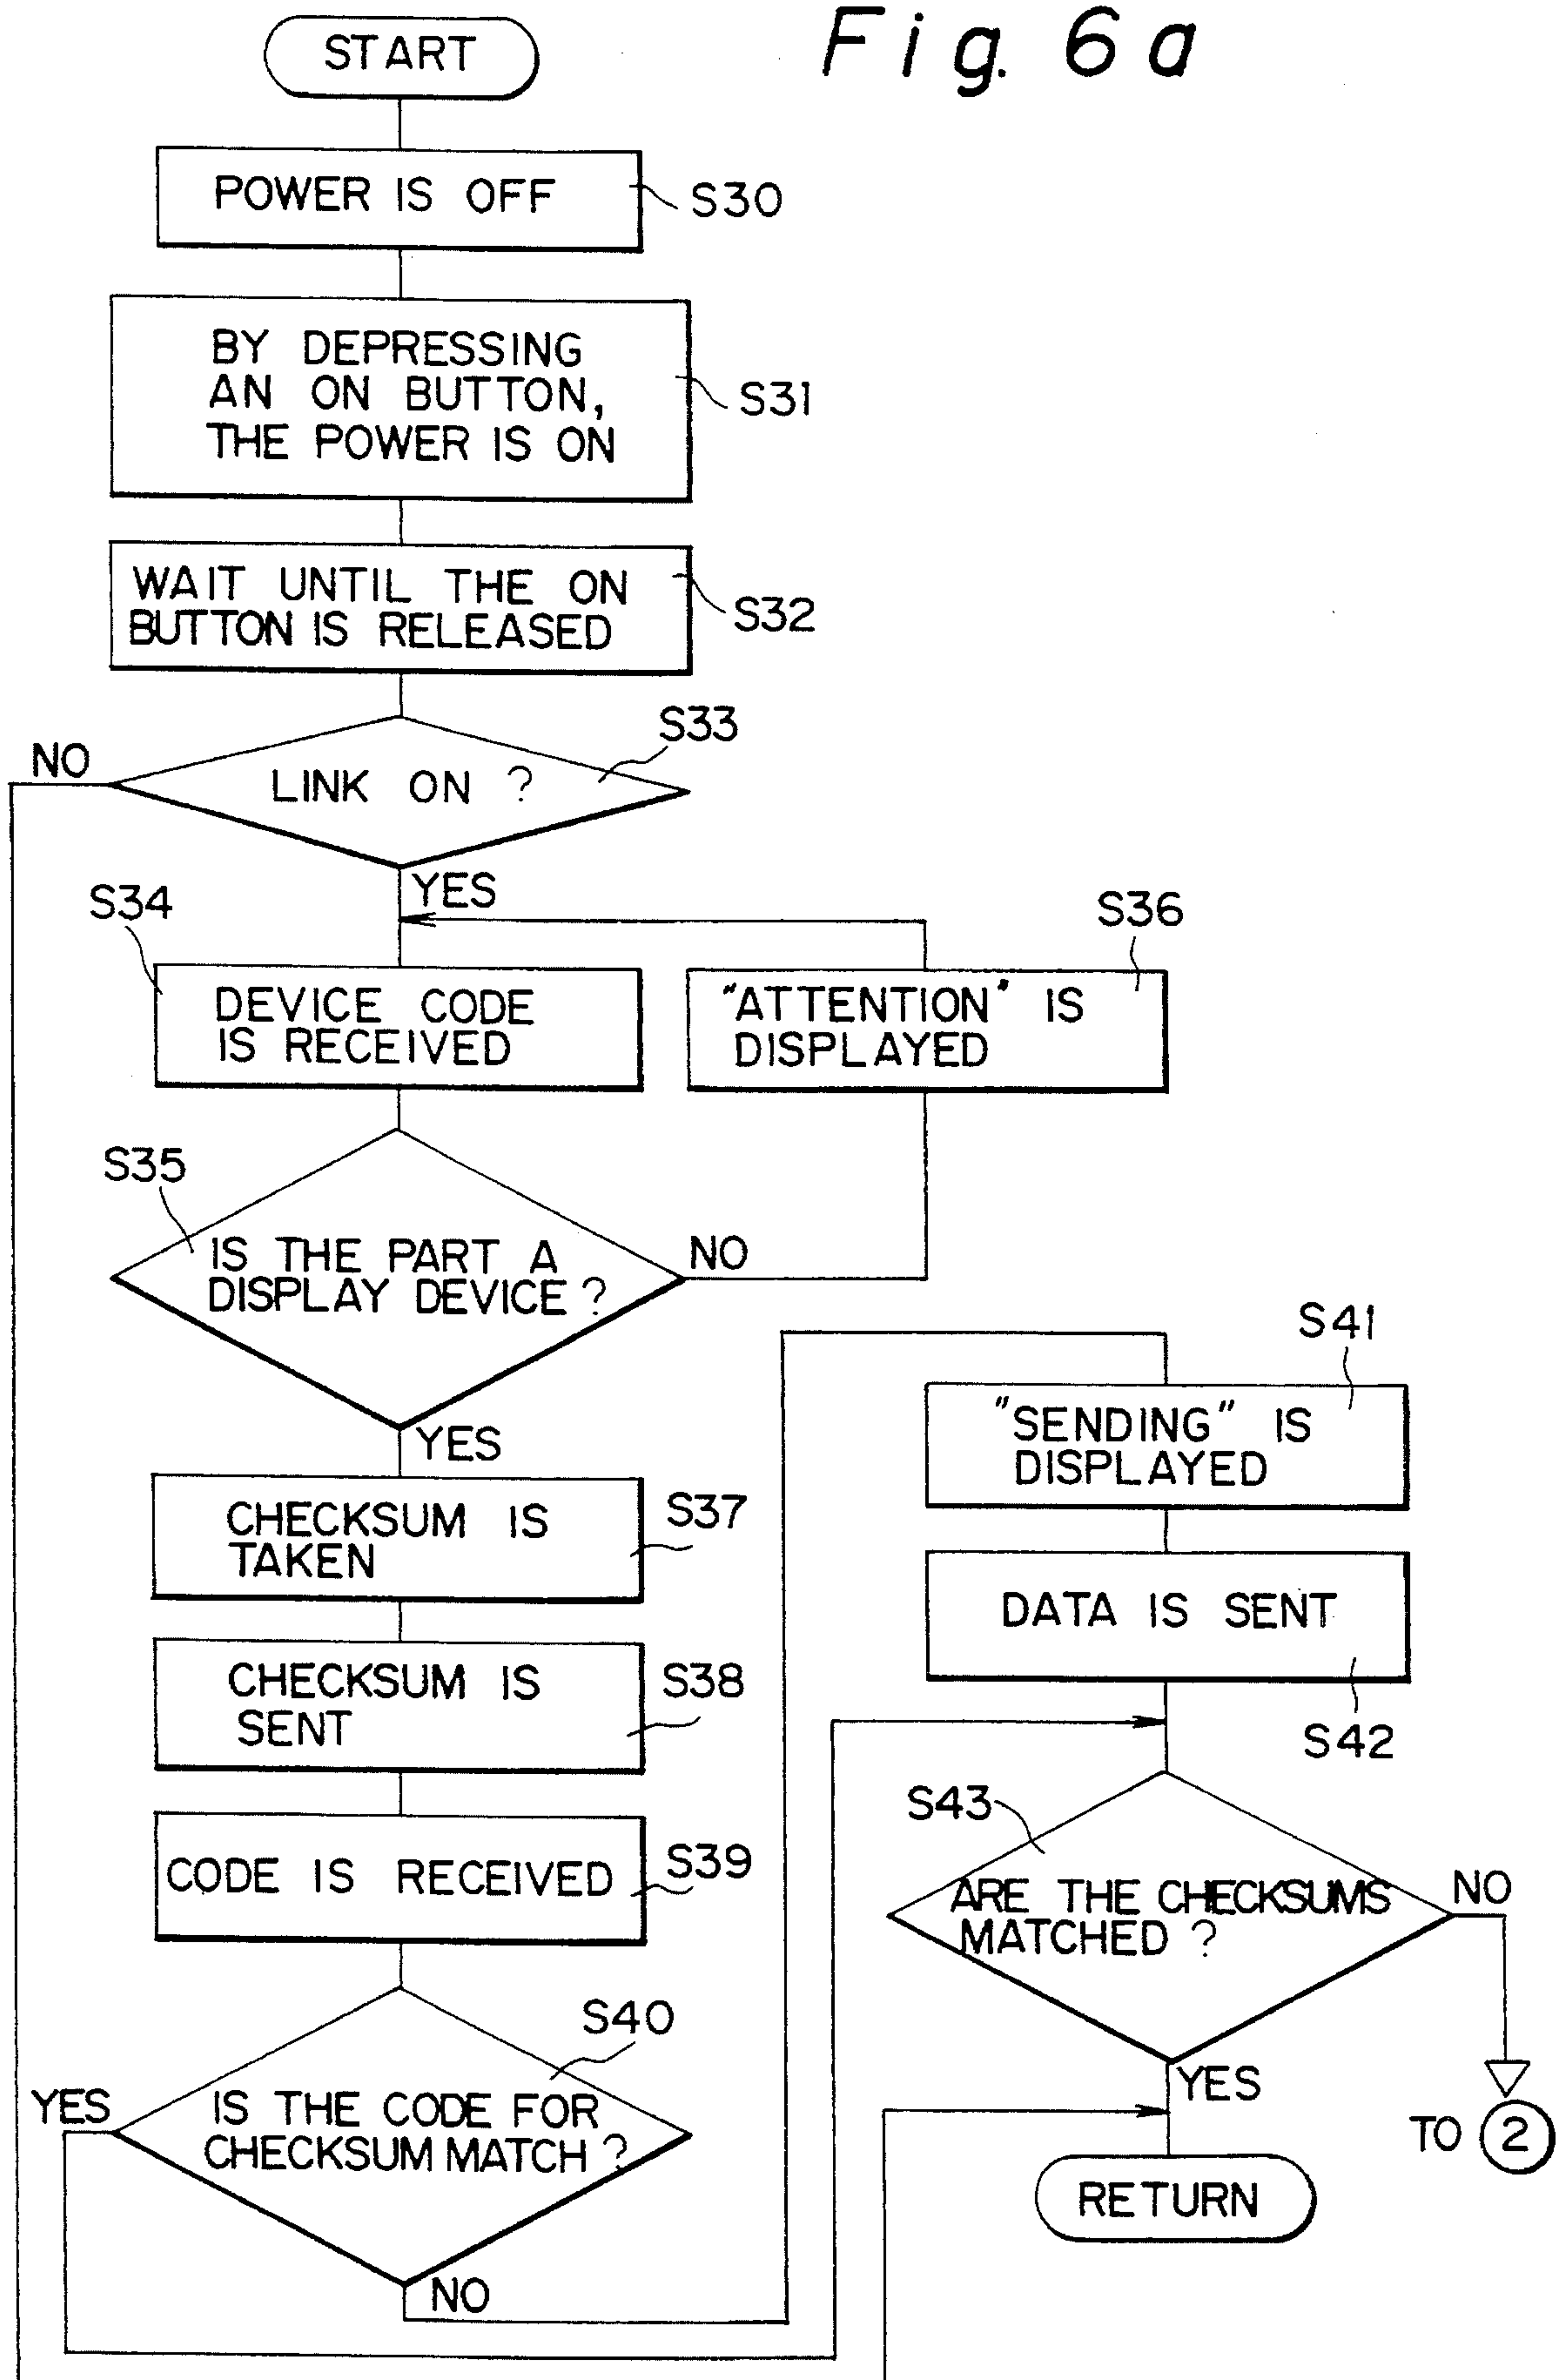 Fig. 6a
START
POWER IS OFF
S30
BY DEPRESSING
AN ON BUTTON,
THE POWER IS ON
S31
WAIT UNTIL THE ON
BUTTON IS RELEASED
S32
S33
NO
LINK ON ?
YES
S34
DEVICE CODE
IS RECEIVED
S36
"ATTENTION" IS
DISPLAYED
S35
IS THE PART A
DISPLAY DEVICE ?
NO
YES
CHECKSUM IS
TAKEN
S37
CHECKSUM IS
SENT
S38
CODE IS RECEIVED
S39
S40
YES
IS THE CODE FOR
CHECKSUM MATCH ?
NO
S41
"SENDING" IS
DISPLAYED
DATA IS SENT
S42
S43
ARE THE CHECKSUMS
MATCHED ?
NO
YES
TO 2
RETURN